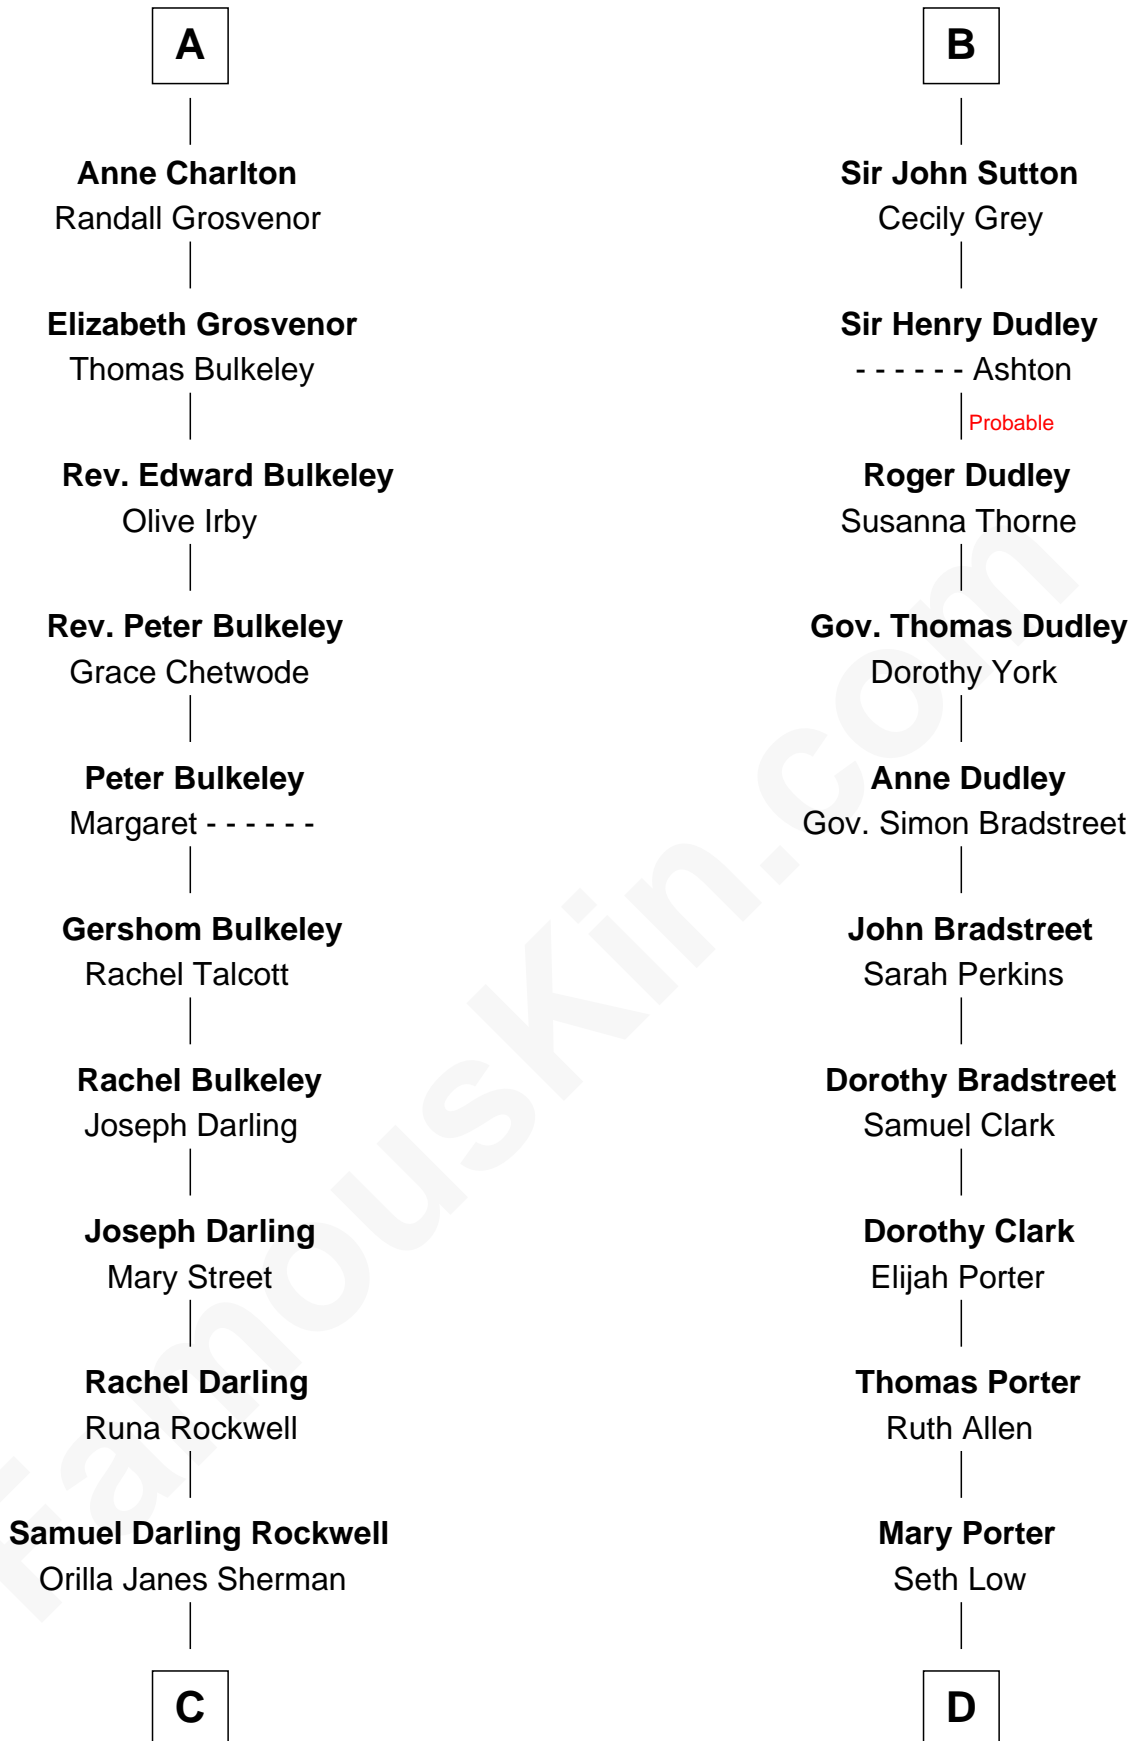 A
Anne Charlton
Randall Grosvenor
Elizabeth Grosvenor
Thomas Bulkeley
Rev. Edward Bulkeley
Olive Irby
Rev. Peter Bulkeley
Grace Chetwode
Peter Bulkeley
Margaret - - - - - -
Gershom Bulkeley
Rachel Talcott
Rachel Bulkeley
Joseph Darling
Joseph Darling
Mary Street
Rachel Darling
Runa Rockwell
Samuel Darling Rockwell
Orilla Janes Sherman
C
B
Sir John Sutton
Cecily Grey
Sir Henry Dudley
- - - - - - Ashton
Probable
Roger Dudley
Susanna Thorne
Gov. Thomas Dudley
Dorothy York
Anne Dudley
Gov. Simon Bradstreet
John Bradstreet
Sarah Perkins
Dorothy Bradstreet
Samuel Clark
Dorothy Clark
Elijah Porter
Thomas Porter
Ruth Allen
Mary Porter
Seth Low
D
FamousKin.com